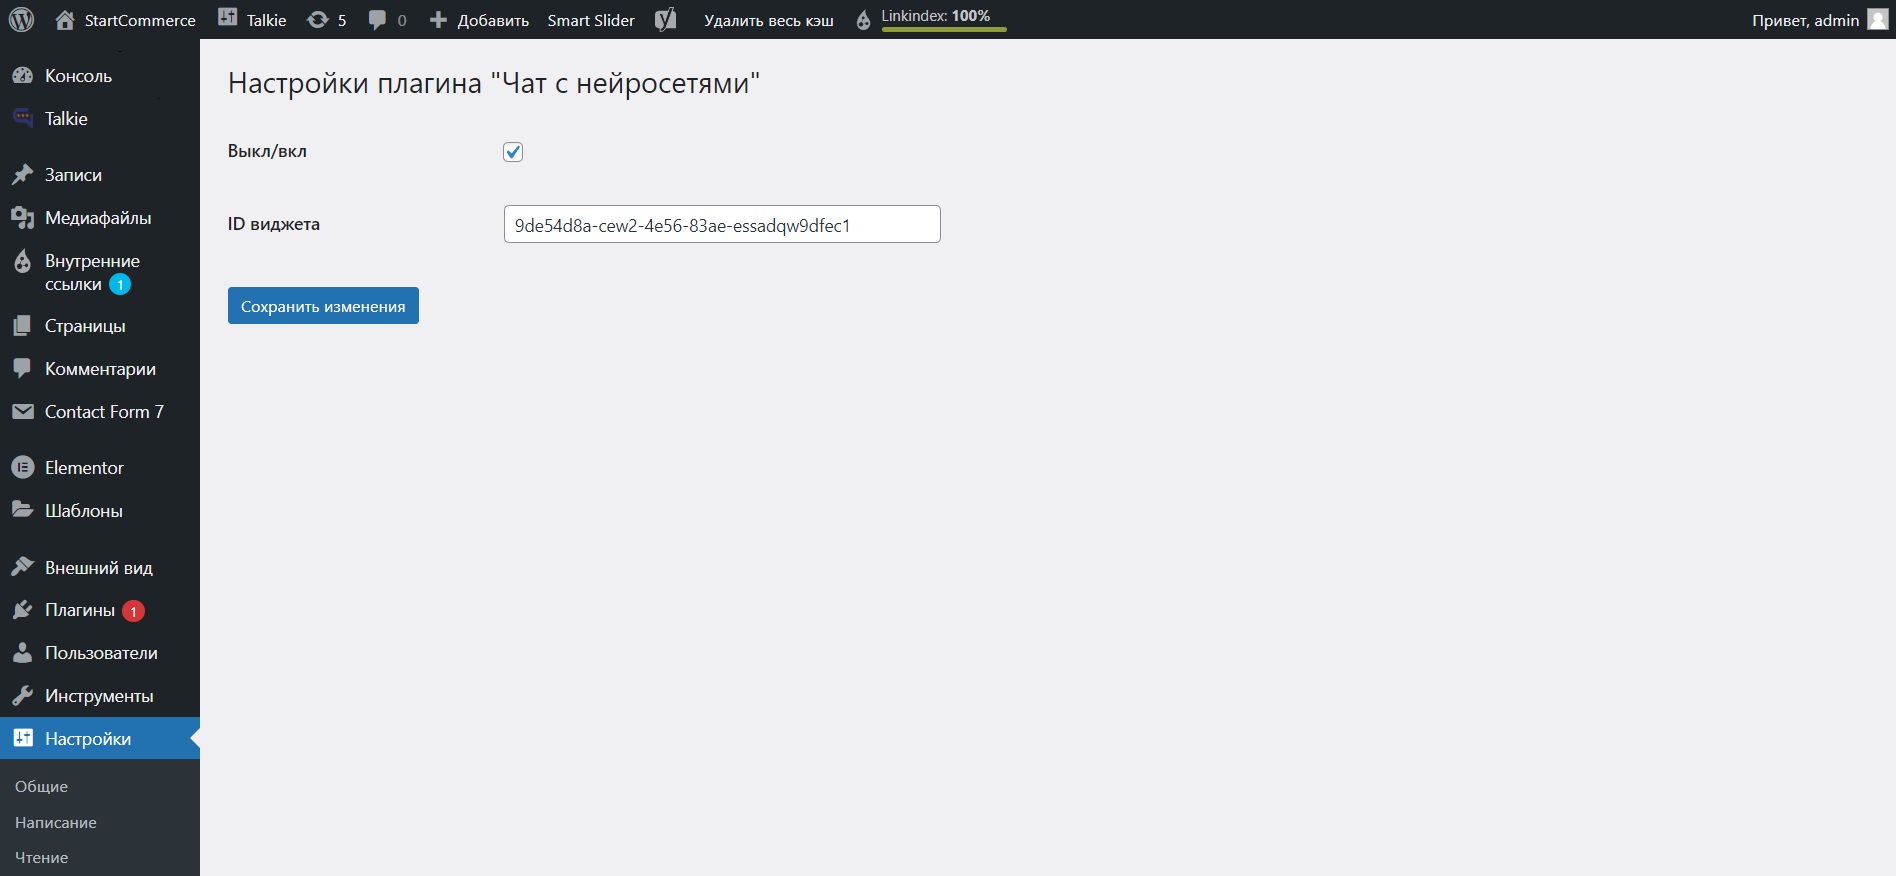 StartCommerce Talkie 5 0 Добавить Smart Slider Удалить весь кэш Linkindex: 100% Привет, admin
Консоль
Talkie
Записи
Медиафайлы
Внутренние
ссылки 1
Страницы
Комментарии
Contact Form 7
Elementor
Шаблоны
Внешний вид
Плагины 1
Пользователи
Инструменты
Настройки
Общие
Написание
Чтение
Настройки плагина "Чат с нейросетями"
Выкл/вкл
ID виджета 9de54d8a-cew2-4e56-83ae-essadqw9dfec1
Сохранить изменения